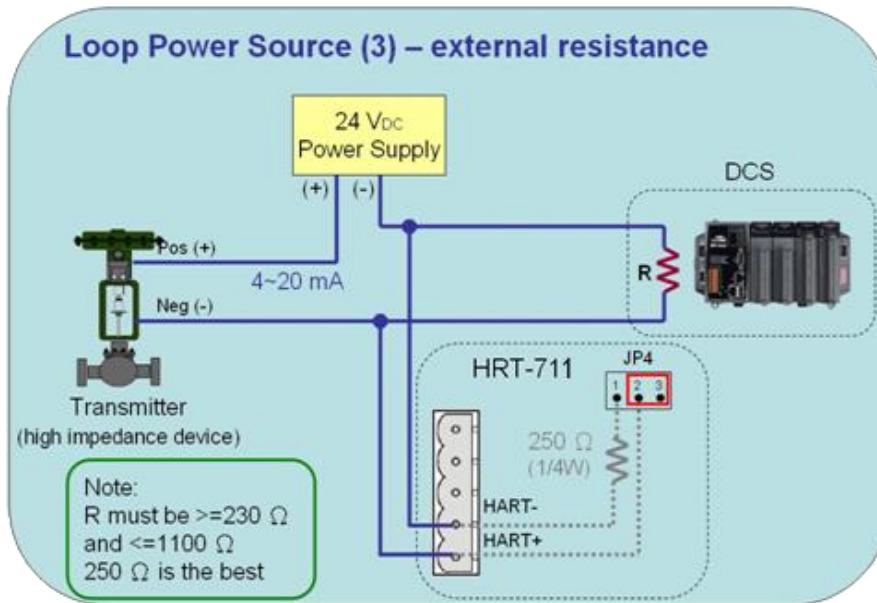 Loop Power Source (3) – external resistance
24 VDC
Power Supply
(+) (-)
DCS
Pos (+)
4~20 mA
R
Neg (-)
HRT-711
JP4
1 2 3
Transmitter
(high impedance device)
250 Ω
(1/4W)
HART-
HART+
Note:
R must be >=230 Ω
and <=1100 Ω
250 Ω is the best